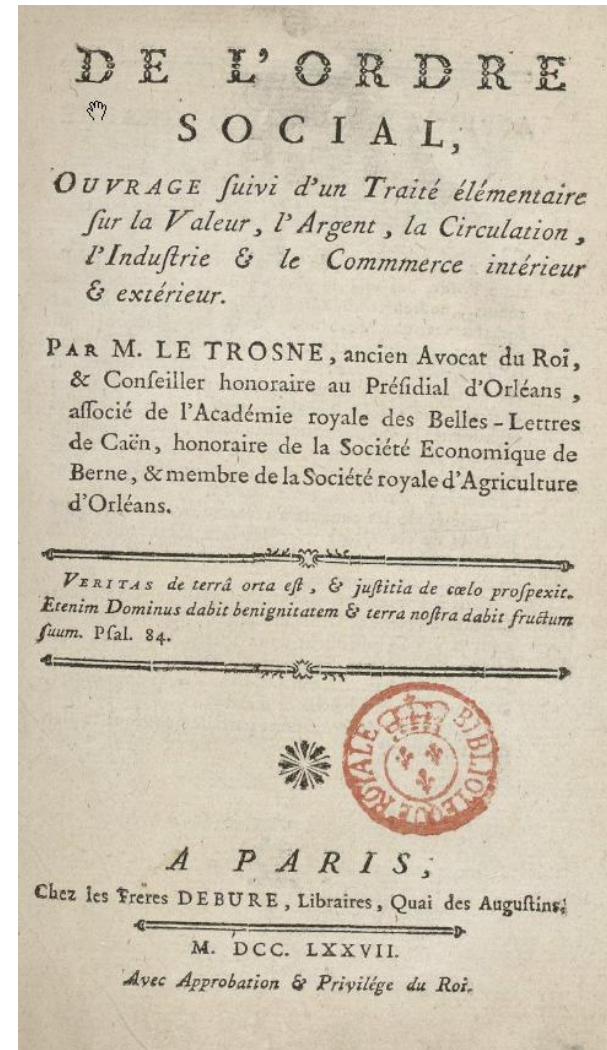 DE L'ORDRE
SOCIAL,
OUVRAGE ſuivi d'un Traité élémentaire
ſur la Valeur, l'Argent, la Circulation,
l'Induſtrie & le Commmerce intérieur
& extérieur.
PAR M. LE TROSNE, ancien Avocat du Roi,
& Conſeiller honoraire au Préſidial d'Orléans,
aſſocié de l'Académie royale des Belles-Lettres
de Caën, honoraire de la Société Economique de
Berne, & membre de la Société royale d'Agriculture
d'Orléans.
VERITAS de terrâ orta eſt, & juſtitia de cœlo proſpexit.
Etenim Dominus dabit benignitatem & terra noſtra dabit fructum
ſuum. Pſal. 84.
BIBLIOTEQUE ROYALE
A PARIS,
Chez les Freres DEBURE, Libraires, Quai des Auguſtins;
M. DCC. LXXVII.
Avec Approbation & Privilége du Roi.